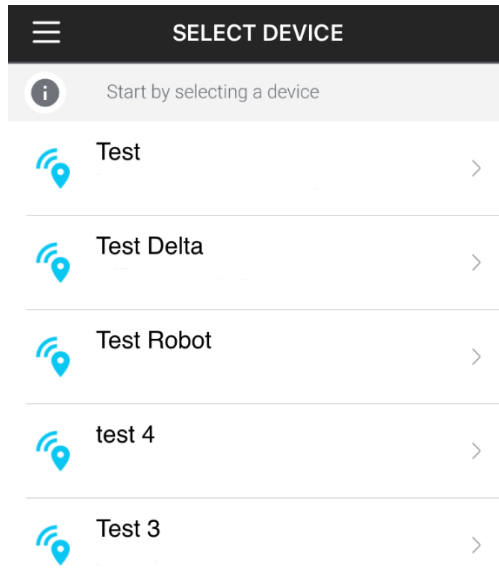 SELECT DEVICE
Start by selecting a device
Test
Test Delta
Test Robot
test 4
Test 3